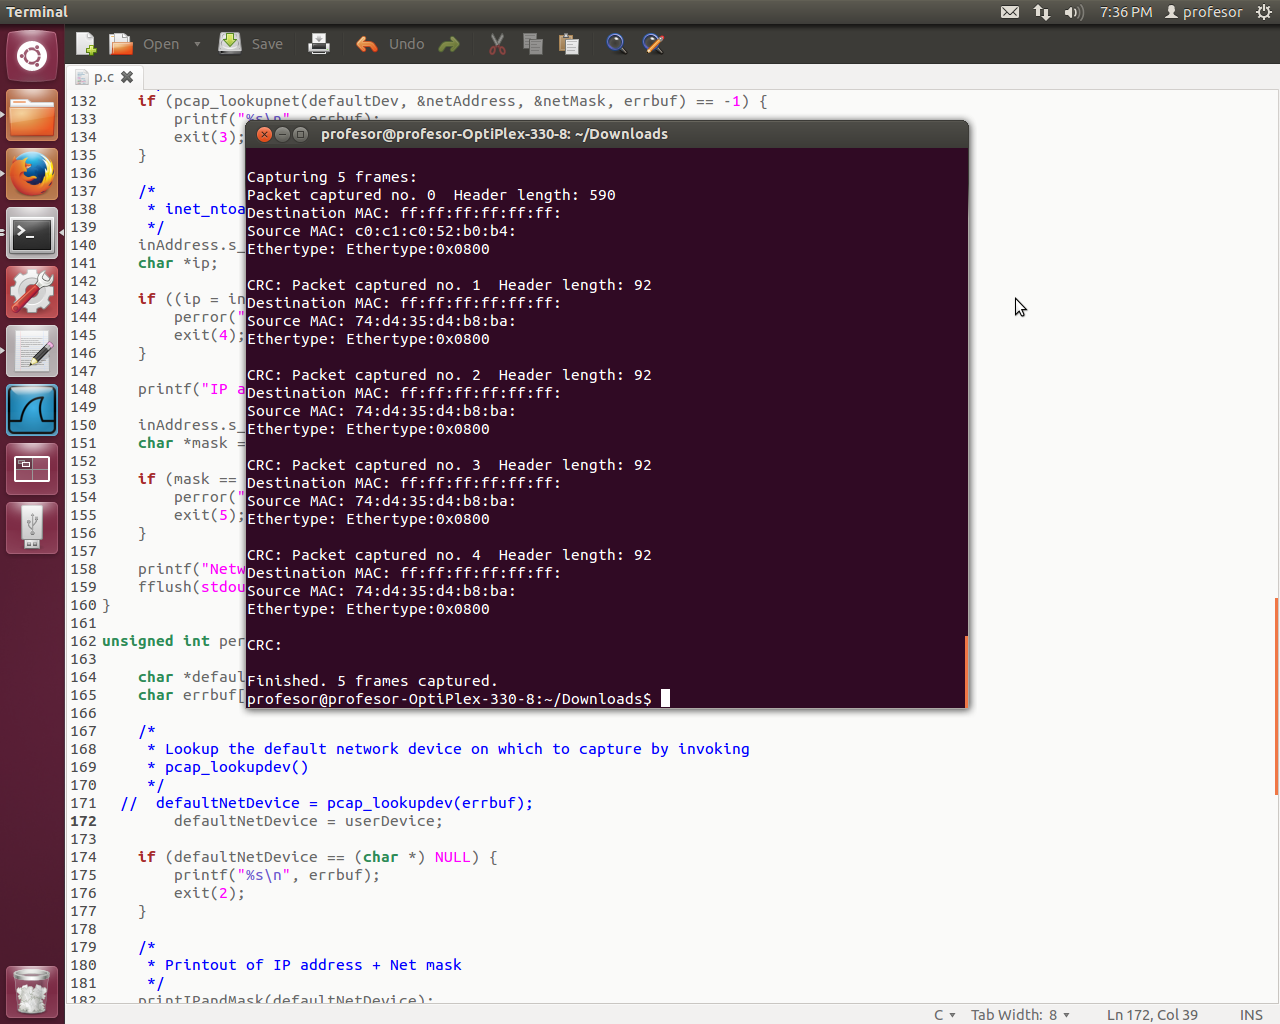 Terminal
7:36 PM profesor
Open Save Undo
p.c
132 if (pcap_lookupnet(defaultDev, &netAddress, &netMask, errbuf) == -1) {
133 printf("%s\n", errbuf);
134 exit(3);
135 }
136
137 /*
138 * inet_ntoa
139 */
140 inAddress.s_
141 char *ip;
142
143 if ((ip = in
144 perror("
145 exit(4);
146 }
147
148 printf("IP a
149
150 inAddress.s_
151 char *mask =
152
153 if (mask ==
154 perror("
155 exit(5);
156 }
157
158 printf("Netw
159 fflush(stdou
160 }
161
162 unsigned int per
163
164 char *defaul
165 char errbuf[
166
167 /*
168 * Lookup the default network device on which to capture by invoking
169 * pcap_lookupdev()
170 */
171 // defaultNetDevice = pcap_lookupdev(errbuf);
172 defaultNetDevice = userDevice;
173
174 if (defaultNetDevice == (char *) NULL) {
175 printf("%s\n", errbuf);
176 exit(2);
177 }
178
179 /*
180 * Printout of IP address + Net mask
181 */
182 printIPandMask(defaultNetDevice);
profesor@profesor-OptiPlex-330-8: ~/Downloads
Capturing 5 frames:
Packet captured no. 0 Header length: 590
Destination MAC: ff:ff:ff:ff:ff:ff:
Source MAC: c0:c1:c0:52:b0:b4:
Ethertype: Ethertype:0x0800
CRC: Packet captured no. 1 Header length: 92
Destination MAC: ff:ff:ff:ff:ff:ff:
Source MAC: 74:d4:35:d4:b8:ba:
Ethertype: Ethertype:0x0800
CRC: Packet captured no. 2 Header length: 92
Destination MAC: ff:ff:ff:ff:ff:ff:
Source MAC: 74:d4:35:d4:b8:ba:
Ethertype: Ethertype:0x0800
CRC: Packet captured no. 3 Header length: 92
Destination MAC: ff:ff:ff:ff:ff:ff:
Source MAC: 74:d4:35:d4:b8:ba:
Ethertype: Ethertype:0x0800
CRC: Packet captured no. 4 Header length: 92
Destination MAC: ff:ff:ff:ff:ff:ff:
Source MAC: 74:d4:35:d4:b8:ba:
Ethertype: Ethertype:0x0800
CRC:
Finished. 5 frames captured.
profesor@profesor-OptiPlex-330-8:~/Downloads$
C Tab Width: 8 Ln 172, Col 39 INS